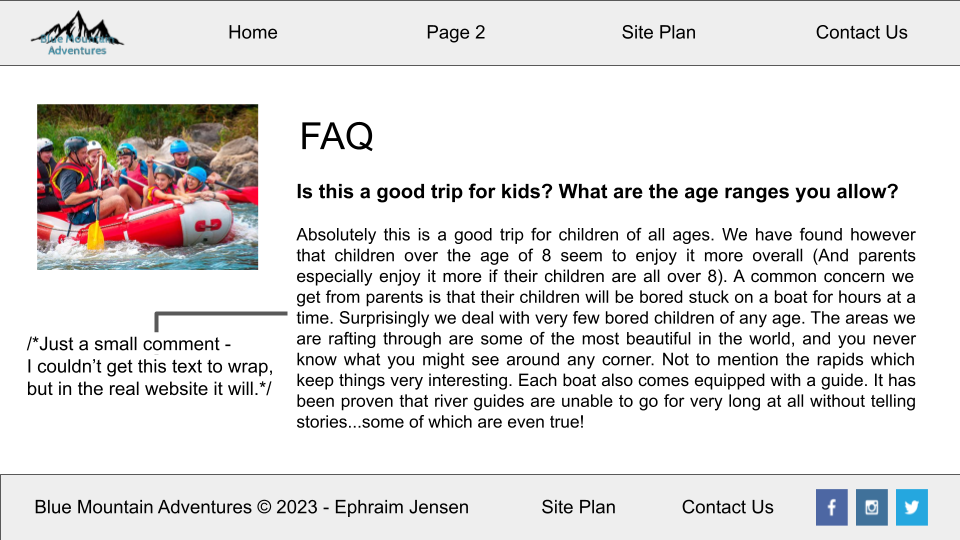 Blue Mountain
Adventures
Home
Page 2
Site Plan
Contact Us
FAQ
Is this a good trip for kids? What are the age ranges you allow?
Absolutely this is a good trip for children of all ages. We have found however
that children over the age of 8 seem to enjoy it more overall (And parents
especially enjoy it more if their children are all over 8). A common concern we
get from parents is that their children will be bored stuck on a boat for hours at a
time. Surprisingly we deal with very few bored children of any age. The areas we
are rafting through are some of the most beautiful in the world, and you never
know what you might see around any corner. Not to mention the rapids which
keep things very interesting. Each boat also comes equipped with a guide. It has
been proven that river guides are unable to go for very long at all without telling
stories...some of which are even true!
/*Just a small comment -
I couldn’t get this text to wrap,
but in the real website it will.*/
Blue Mountain Adventures © 2023 - Ephraim Jensen
Site Plan
Contact Us